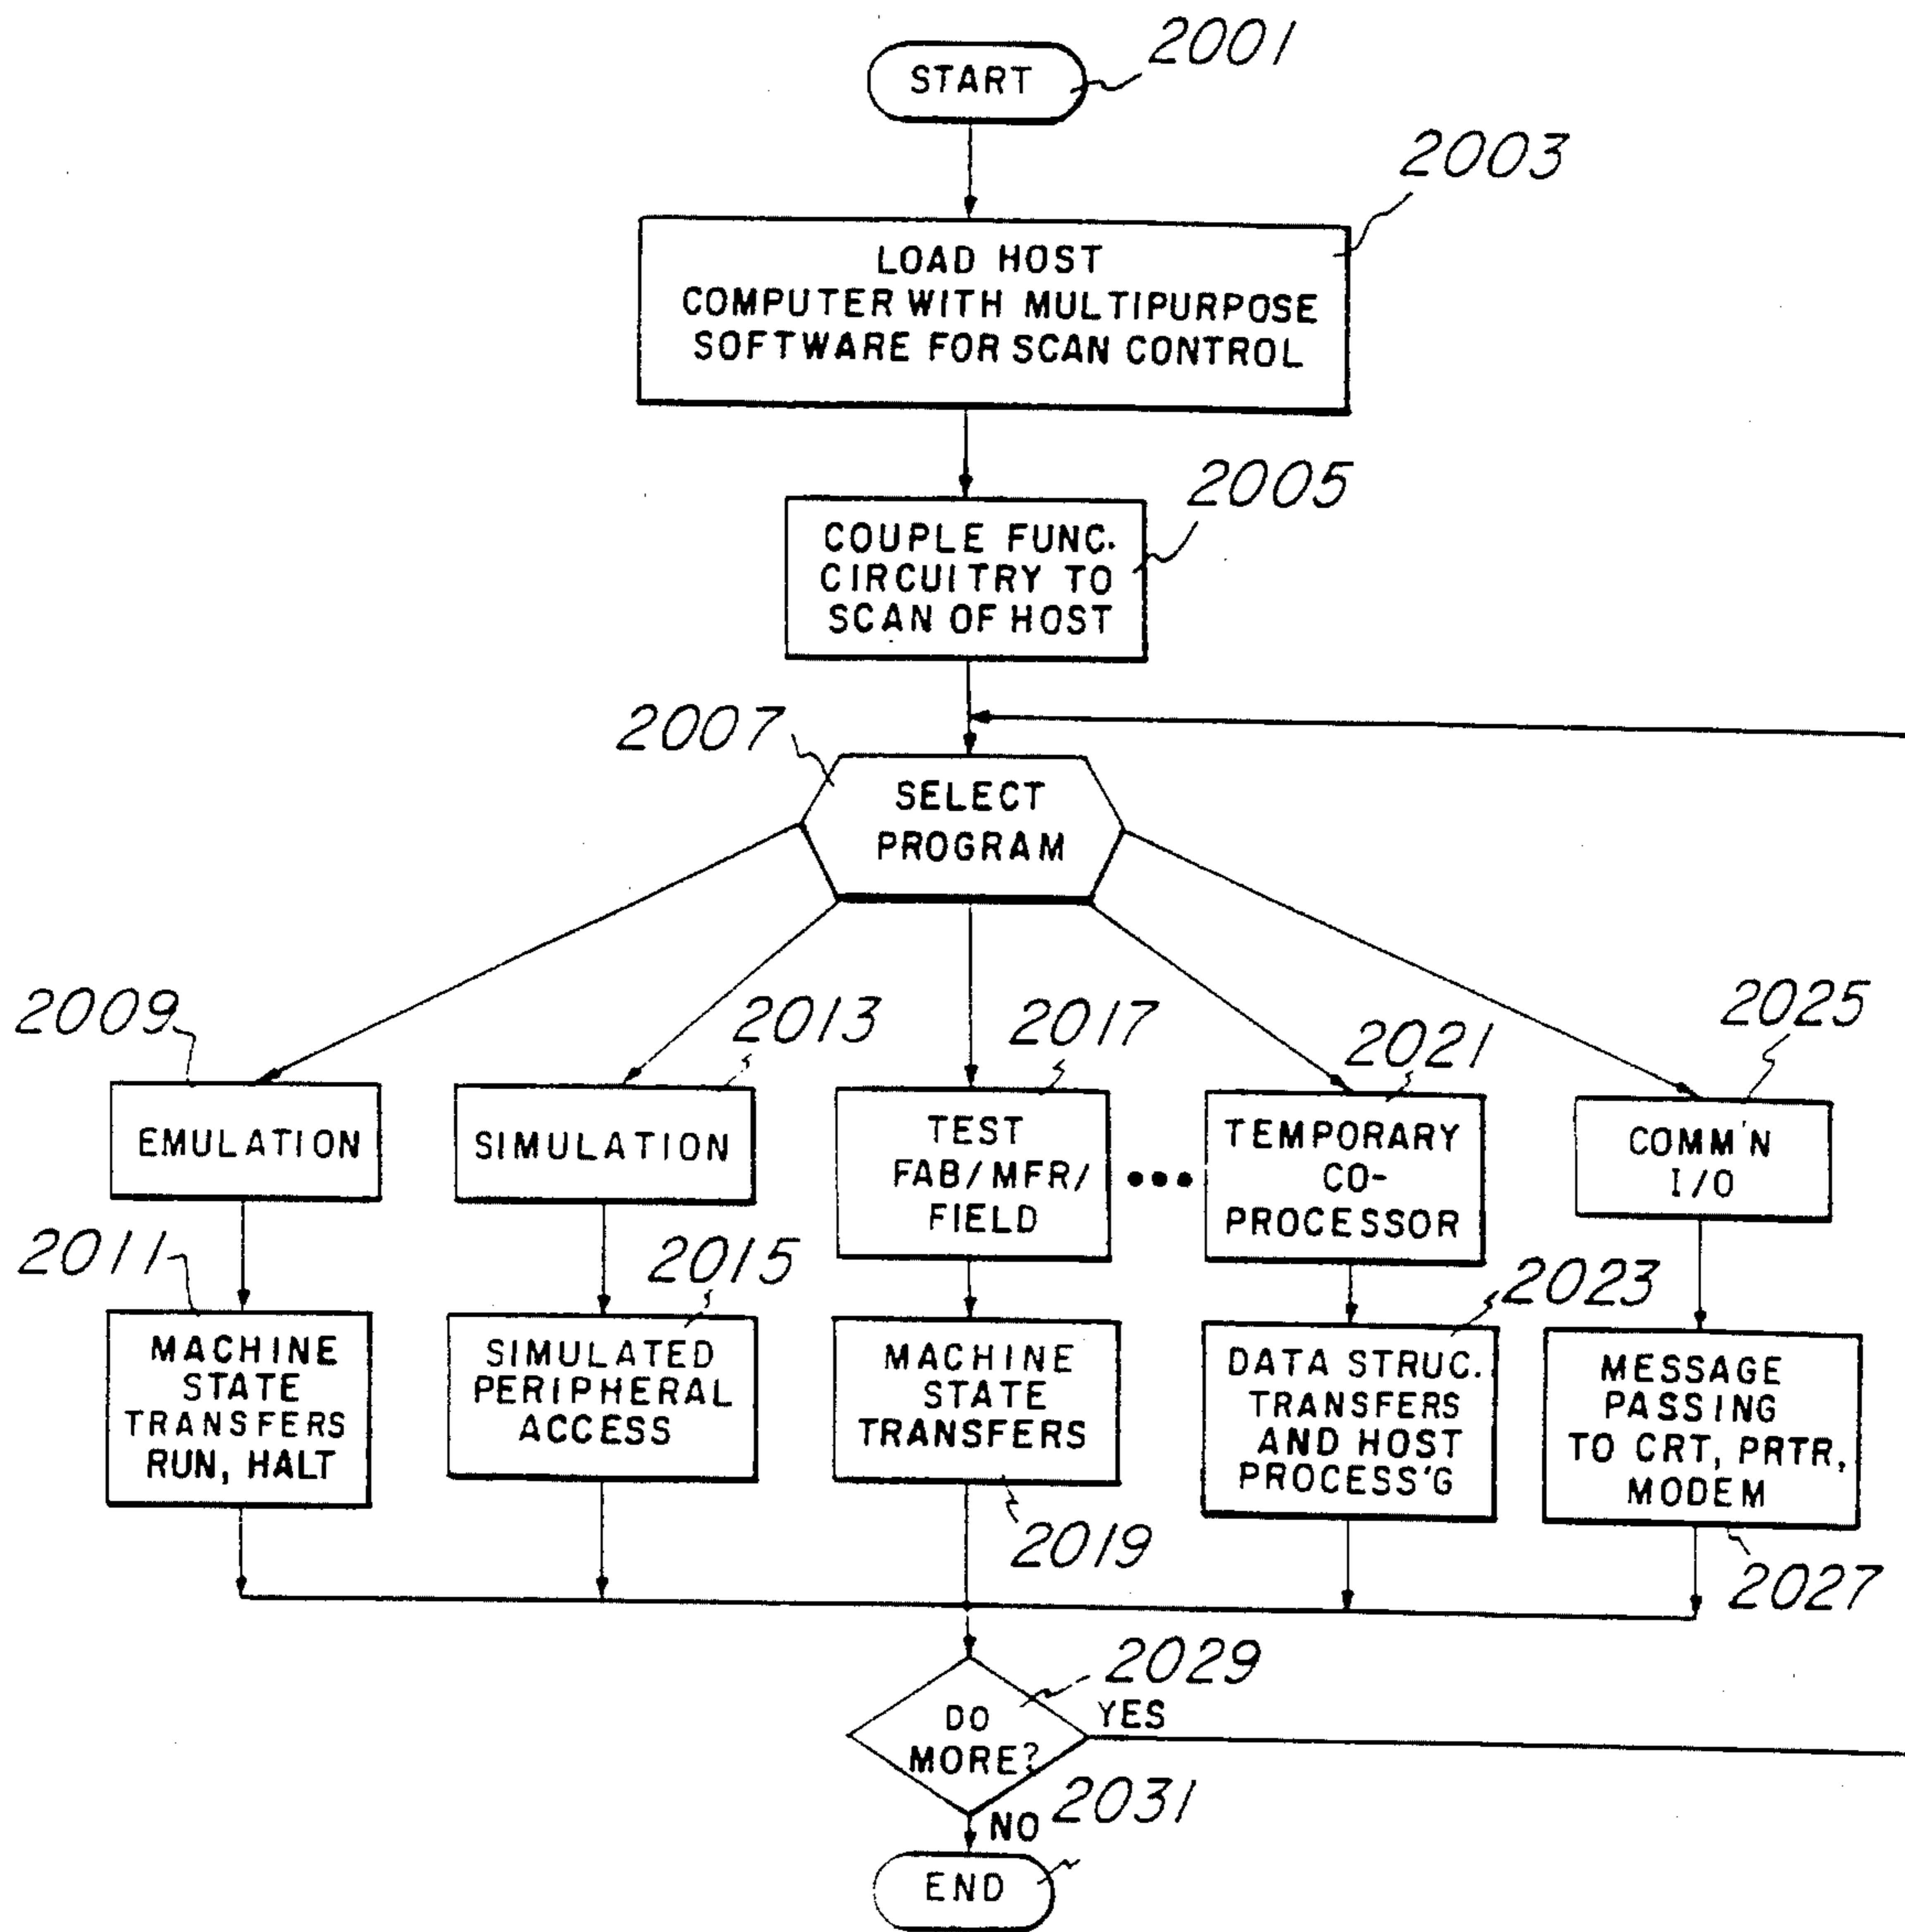 2001
START
2003
LOAD HOST
COMPUTER WITH MULTIPURPOSE
SOFTWARE FOR SCAN CONTROL
2005
COUPLE FUNC.
CIRCUITRY TO
SCAN OF HOST
2007
SELECT
PROGRAM
2009
EMULATION
2013
SIMULATION
2017
TEST
FAB/MFR/
FIELD
•••
2021
TEMPORARY
CO-
PROCESSOR
2025
COMM'N
I/O
2011
MACHINE
STATE
TRANSFERS
RUN, HALT
2015
SIMULATED
PERIPHERAL
ACCESS
MACHINE
STATE
TRANSFERS
2019
2023
DATA STRUC.
TRANSFERS
AND HOST
PROCESS'G
MESSAGE
PASSING
TO CRT, PRTR,
MODEM
2027
2029
DO
MORE?
YES
NO
2031
END